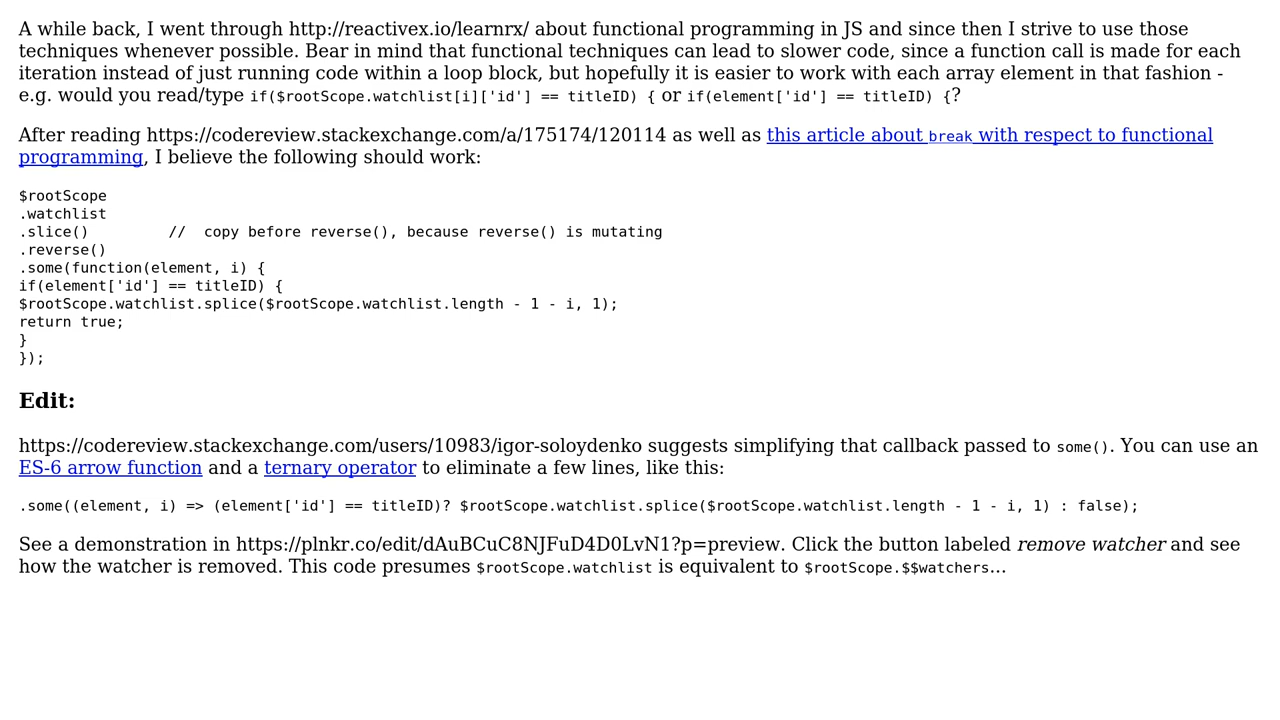 A while back, I went through http://reactivex.io/learnrx/ about functional programming in JS and since then I strive to use those
techniques whenever possible. Bear in mind that functional techniques can lead to slower code, since a function call is made for each
iteration instead of just running code within a loop block, but hopefully it is easier to work with each array element in that fashion -
e.g. would you read/type if($rootScope.watchlist[i]['id'] == titleID) { or if(element['id'] == titleID) {?
After reading https://codereview.stackexchange.com/a/175174/120114 as well as this article about break with respect to functional
programming, I believe the following should work:
$rootScope
.watchlist
.slice()         //  copy before reverse(), because reverse() is mutating
.reverse()
.some(function(element, i) {
if(element['id'] == titleID) {
$rootScope.watchlist.splice($rootScope.watchlist.length - 1 - i, 1);
return true;
}
});
Edit:
https://codereview.stackexchange.com/users/10983/igor-soloydenko suggests simplifying that callback passed to some(). You can use an
ES-6 arrow function and a ternary operator to eliminate a few lines, like this:
.some((element, i) => (element['id'] == titleID)? $rootScope.watchlist.splice($rootScope.watchlist.length - 1 - i, 1) : false);
See a demonstration in https://plnkr.co/edit/dAuBCuC8NJFuD4D0LvN1?p=preview. Click the button labeled remove watcher and see
how the watcher is removed. This code presumes $rootScope.watchlist is equivalent to $rootScope.$$watchers...